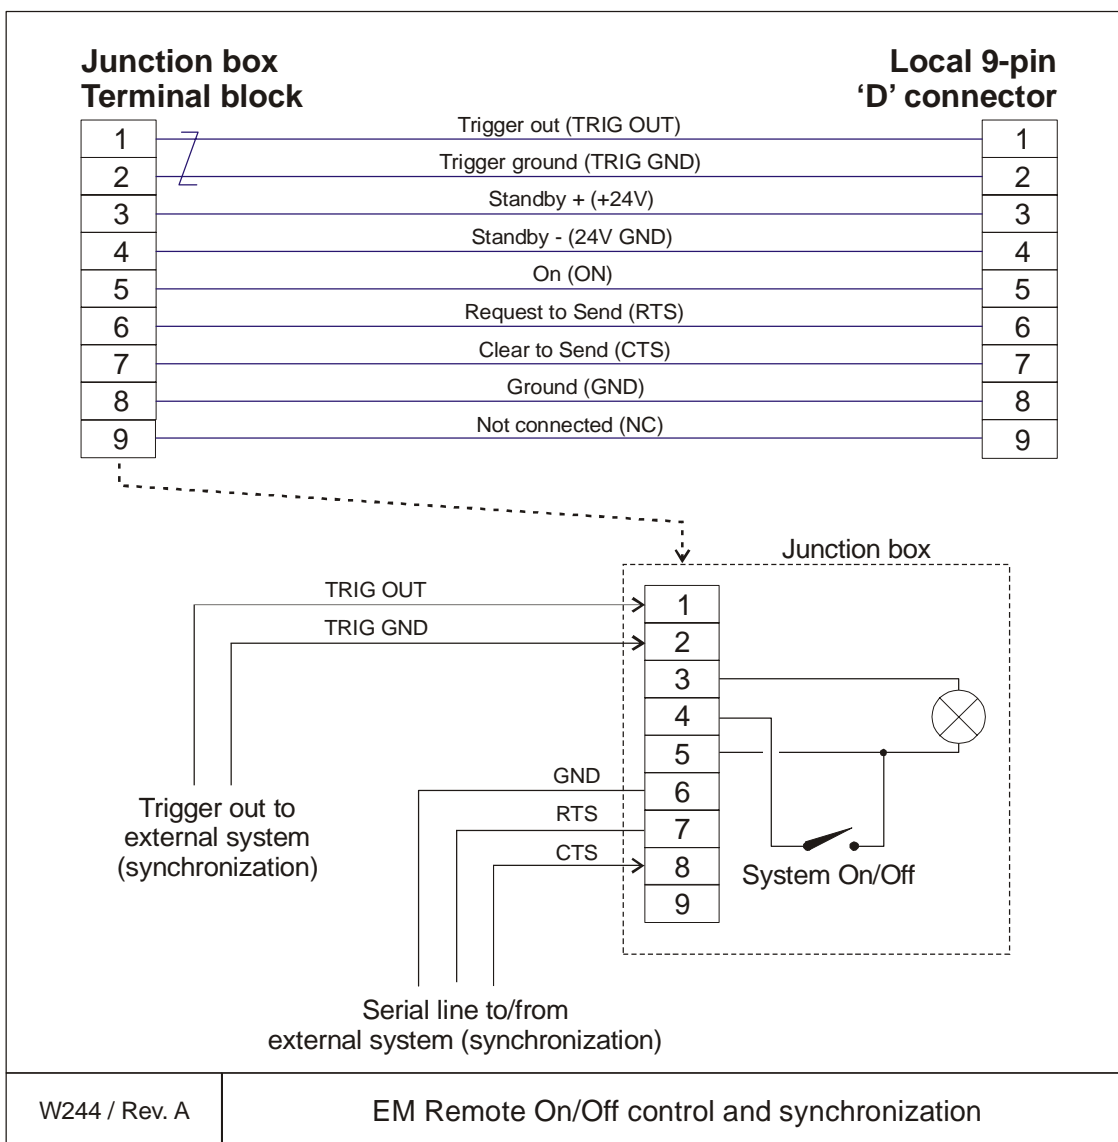 Junction box
Terminal block
Local 9-pin
‘D’ connector
1 Trigger out (TRIG OUT) 1
2 Trigger ground (TRIG GND) 2
3 Standby + (+24V) 3
4 Standby - (24V GND) 4
5 On (ON) 5
6 Request to Send (RTS) 6
7 Clear to Send (CTS) 7
8 Ground (GND) 8
9 Not connected (NC) 9
Junction box
TRIG OUT 1
TRIG GND 2
3
4
5
GND 6
RTS 7
CTS 8
9
System On/Off
Trigger out to
external system
(synchronization)
Serial line to/from
external system (synchronization)
W244 / Rev. A
EM Remote On/Off control and synchronization